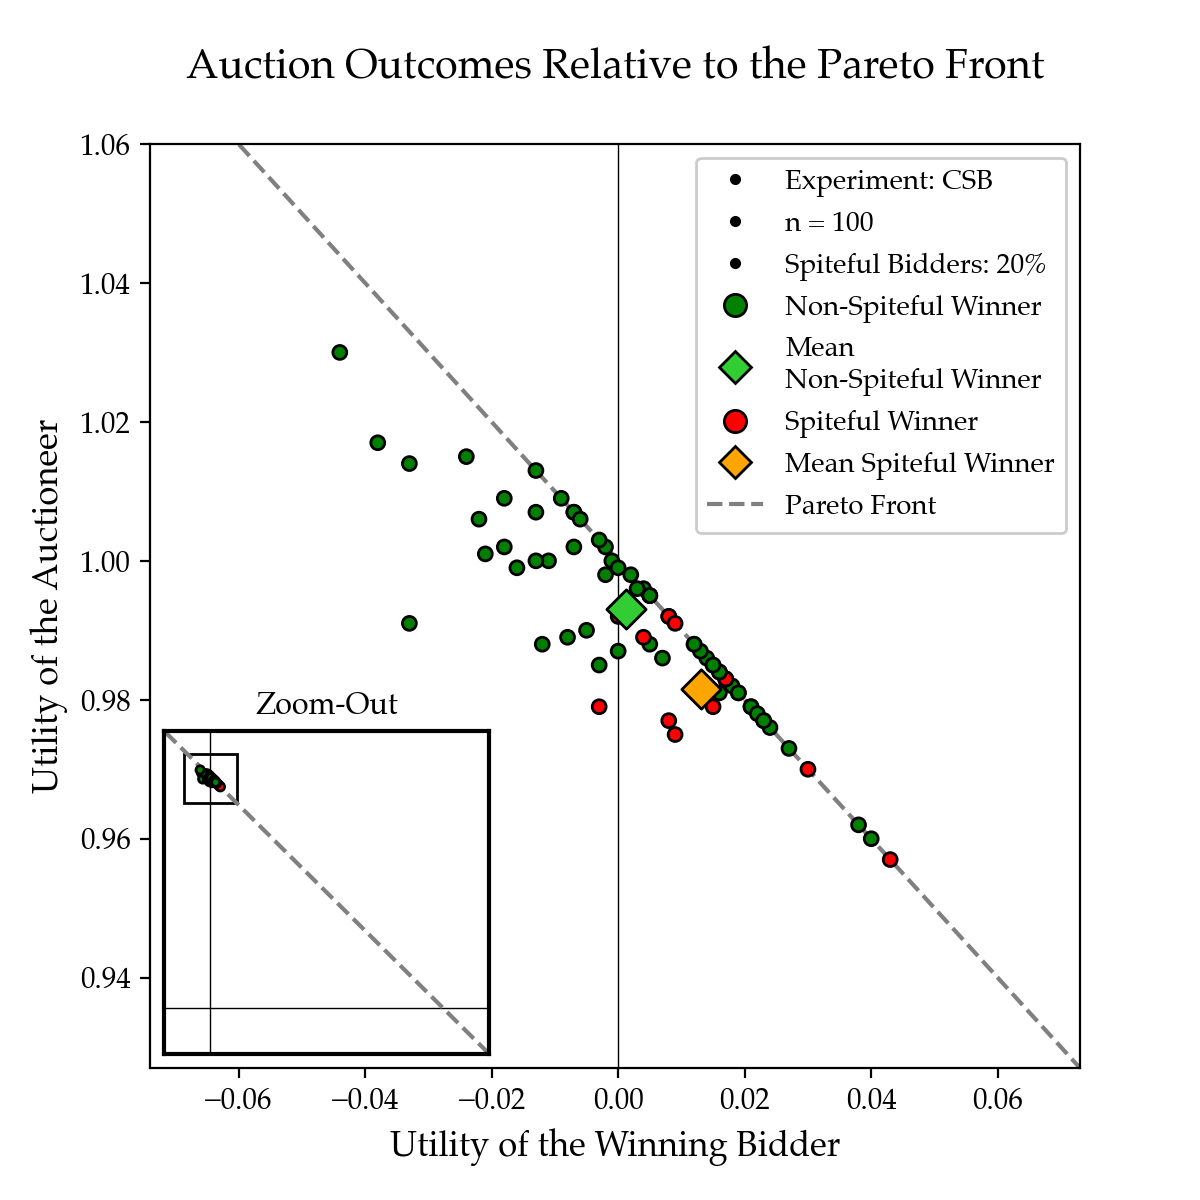 Auction Outcomes Relative to the Pareto Front
1.06
1.04
1.02
1.00
0.98
0.96
0.94
Utility of the Auctioneer
Experiment: CSB
n = 100
Spiteful Bidders: 20%
Non-Spiteful Winner
Mean
Non-Spiteful Winner
Spiteful Winner
Mean Spiteful Winner
Pareto Front
Zoom-Out
−0.06 −0.04 −0.02 0.00 0.02 0.04 0.06
Utility of the Winning Bidder